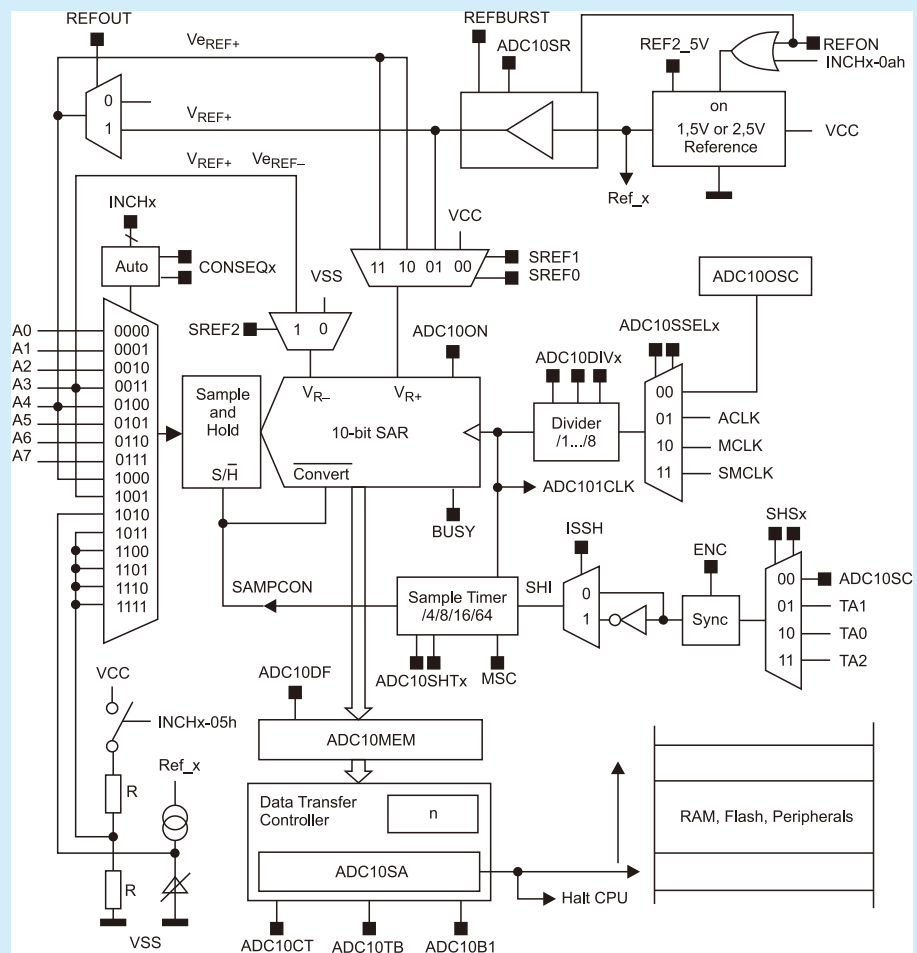 REFOUT
REFBURST
ADC10SR
REF2_5V
REFON
INCHx-0ah
VeREF+
0
1
VREF+
on
1,5V or 2,5V
Reference
VCC
Ref_x
VREF+ VeREF–
INCHx
Auto
CONSEQx
VCC
11 10 01 00
SREF1
SREF0
VSS
SREF2
1 0
ADC10ON
ADC10OSC
ADC10SSELx
ADC10DIVx
A0
A1
A2
A3
A4
A5
A6
A7
0000
0001
0010
0011
0100
0101
0110
0111
1000
1001
1010
1011
1100
1101
1110
1111
Sample
and
Hold
S/H
VR–
VR+
10-bit SAR
Convert
Divider
/1.../8
00
01
10
11
ACLK
MCLK
SMCLK
ADC101CLK
BUSY
ISSH
ENC
SHSx
SAMPCON
Sample Timer
/4/8/16/64
SHI
0
1
Sync
00
01
10
11
ADC10SC
TA1
TA0
TA2
ADC10SHTx
MSC
ADC10DF
ADC10MEM
VCC
INCHx-05h
Ref_x
R
R
VSS
Data Transfer
Controller
n
ADC10SA
RAM, Flash, Peripherals
Halt CPU
ADC10CT
ADC10TB
ADC10B1